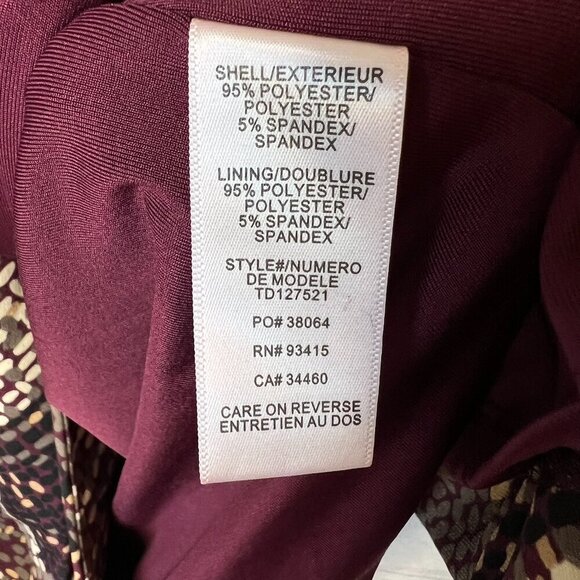 SHELL/EXTERIEUR
95% POLYESTER/
POLYESTER
5% SPANDEX/
SPANDEX
LINING/DOUBLURE
95% POLYESTER/
POLYESTER
5% SPANDEX/
SPANDEX
STYLE#/NUMERO
DE MODELE
TD127521
PO# 38064
RN# 93415
CA# 34460
CARE ON REVERSE
ENTRETIEN AU DOS